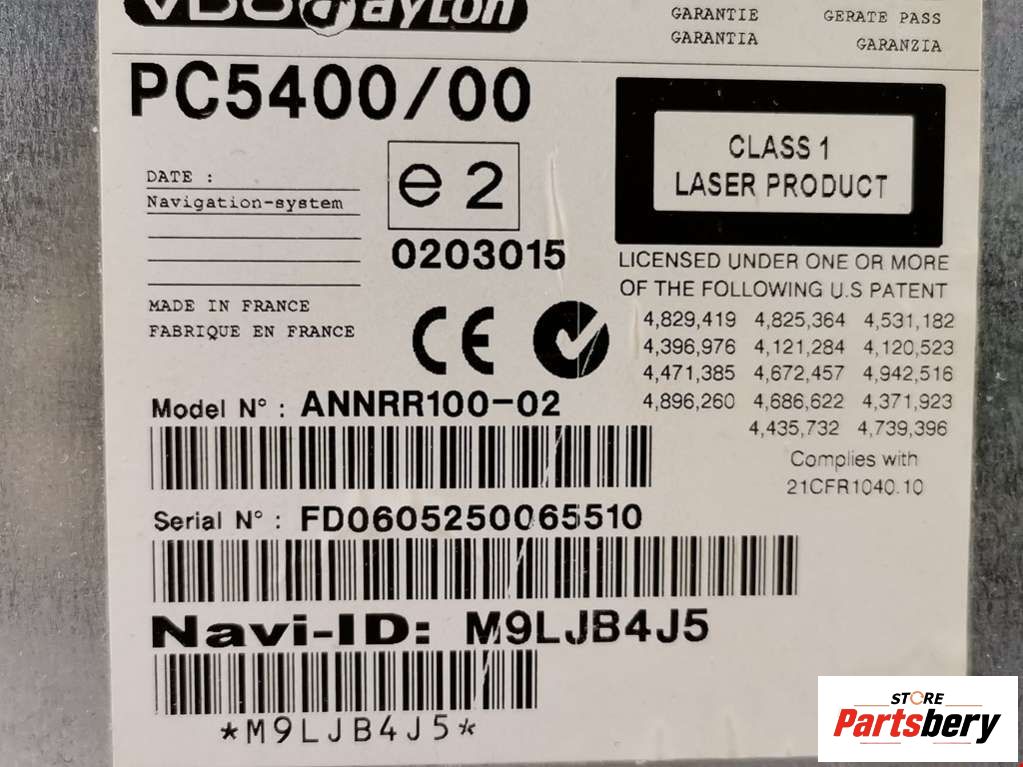 VDO dayton
GARANTIE GERATE PASS
GARANTIA GARANZIA
PC5400/00
CLASS 1
LASER PRODUCT
DATE :
Navigation-system
e2
0203015
LICENSED UNDER ONE OR MORE
OF THE FOLLOWING U.S PATENT
MADE IN FRANCE
FABRIQUE EN FRANCE
CE
4,829,419 4,825,364 4,531,182
4,396,976 4,121,284 4,120,523
4,471,385 4,672,457 4,942,516
4,896,260 4,686,622 4,371,923
4,435,732 4,739,396
Complies with
21CFR1040.10
Model N° : ANNRR100-02
Serial N° : FD0605250065510
Navi-ID: M9LJB4J5
*M9LJB4J5*
STORE
Partsbery